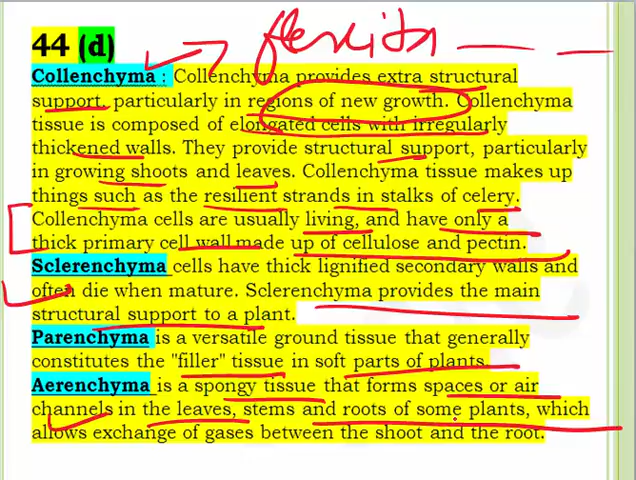 44 (d)
Collenchyma : Collenchyma provides extra structural
support, particularly in regions of new growth. Collenchyma
tissue is composed of elongated cells with irregularly
thickened walls. They provide structural support, particularly
in growing shoots and leaves. Collenchyma tissue makes up
things such as the resilient strands in stalks of celery.
Collenchyma cells are usually living, and have only a
thick primary cell wall made up of cellulose and pectin.
Sclerenchyma cells have thick lignified secondary walls and
often die when mature. Sclerenchyma provides the main
structural support to a plant.
Parenchyma is a versatile ground tissue that generally
constitutes the "filler" tissue in soft parts of plants.
Aerenchyma is a spongy tissue that forms spaces or air
channels in the leaves, stems and roots of some plants, which
allows exchange of gases between the shoot and the root.